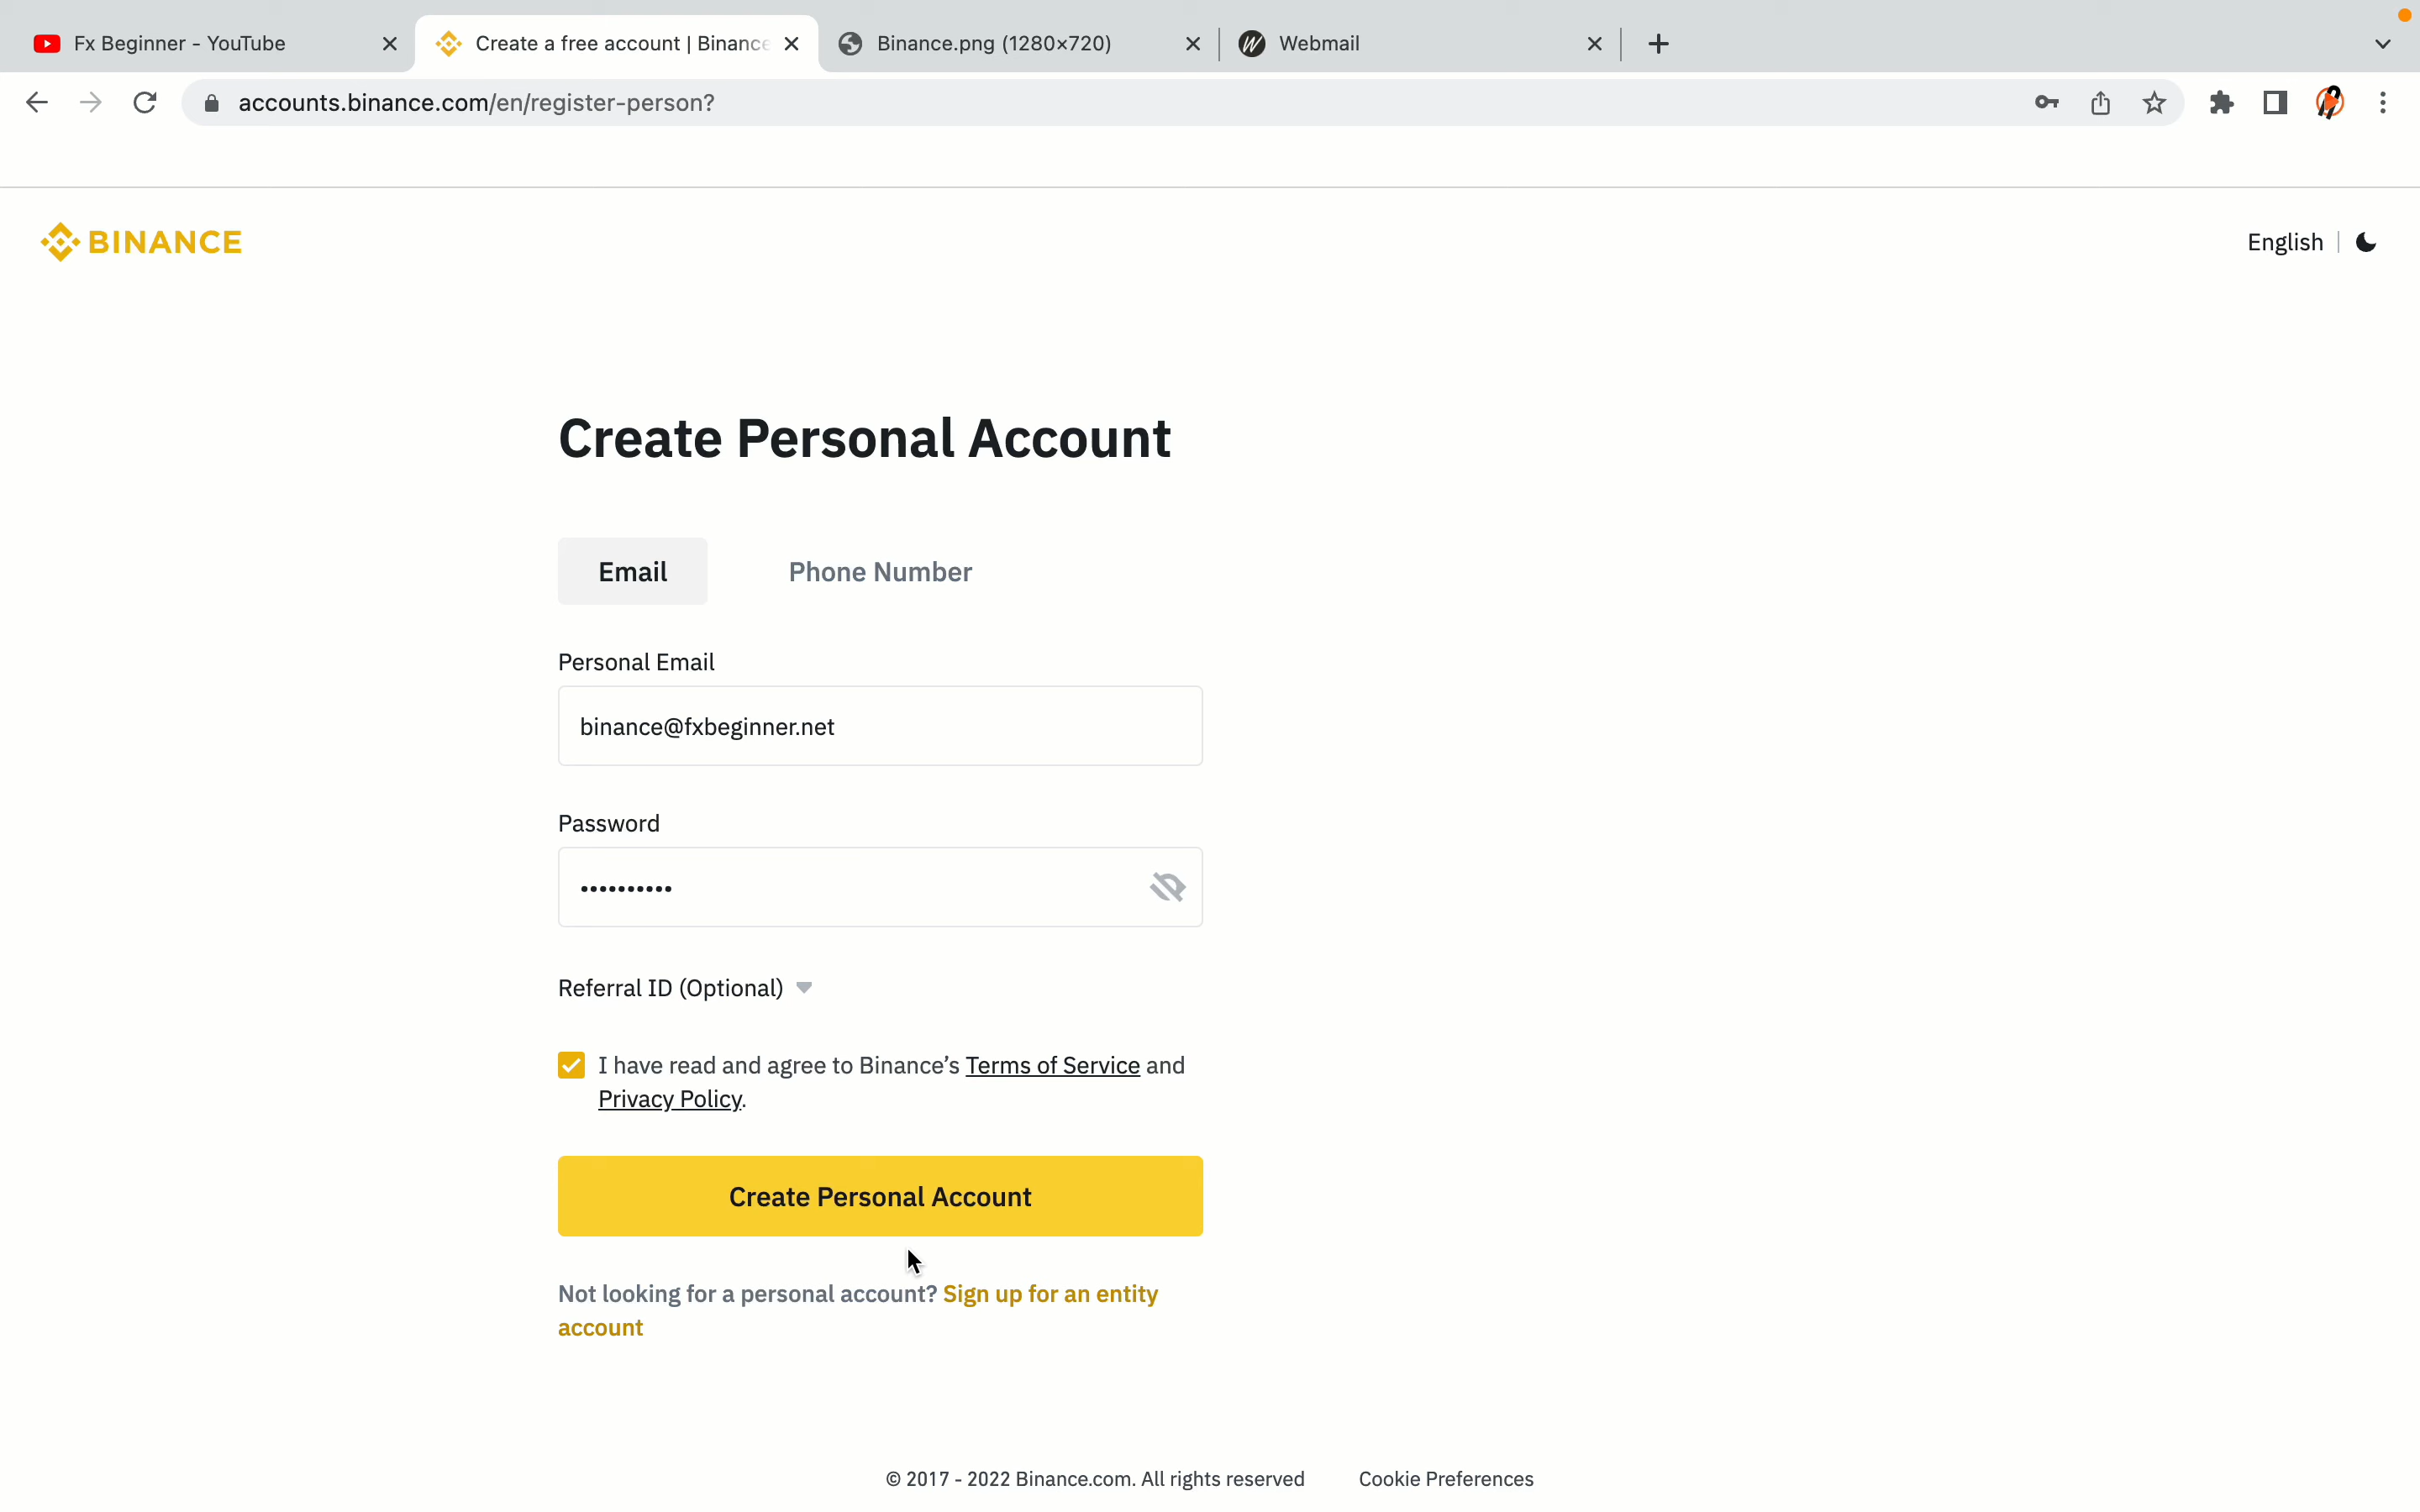 Fx Beginner - YouTube
Create a free account | Binance
Binance.png (1280×720)
Webmail
accounts.binance.com/en/register-person?
BINANCE
English
Create Personal Account
Email
Phone Number
Personal Email
binance@fxbeginner.net
Password
••••••••••
Referral ID (Optional)
I have read and agree to Binance’s Terms of Service and
Privacy Policy.
Create Personal Account
Not looking for a personal account? Sign up for an entity
account
© 2017 - 2022 Binance.com. All rights reserved
Cookie Preferences